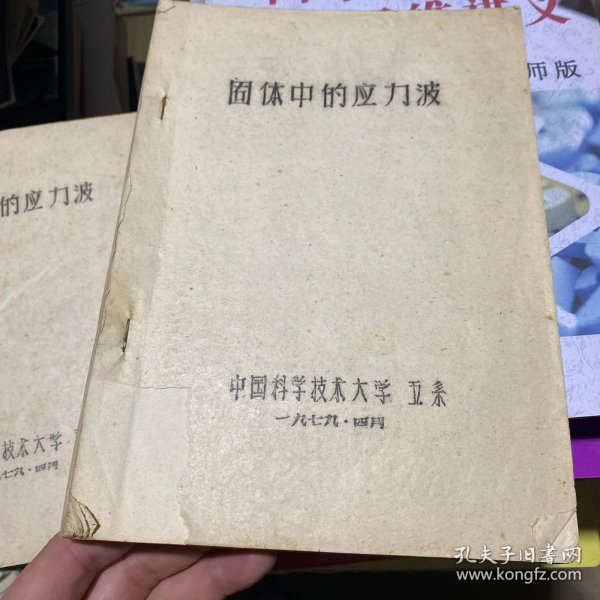 固体中的应力波
中国科学技术大学 五系
一九七九·四月
的应力波
技术大学
七九·四月
师版
孔夫子旧书网
www.kongfz.com